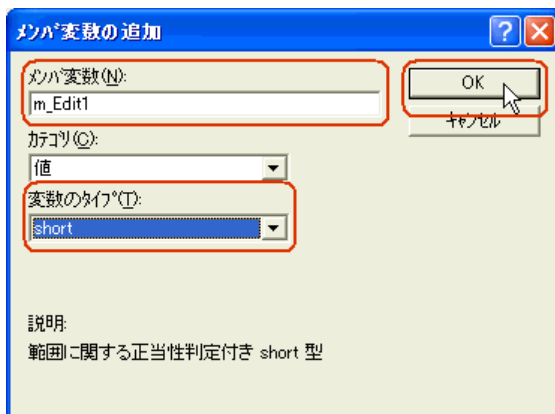 メンバ変数の追加
メンバ変数(N):
m_Edit1
OK
キャンセル
カテゴリ(C):
値
変数のタイプ(T):
short
説明:
範囲に関する正当性判定付き short 型